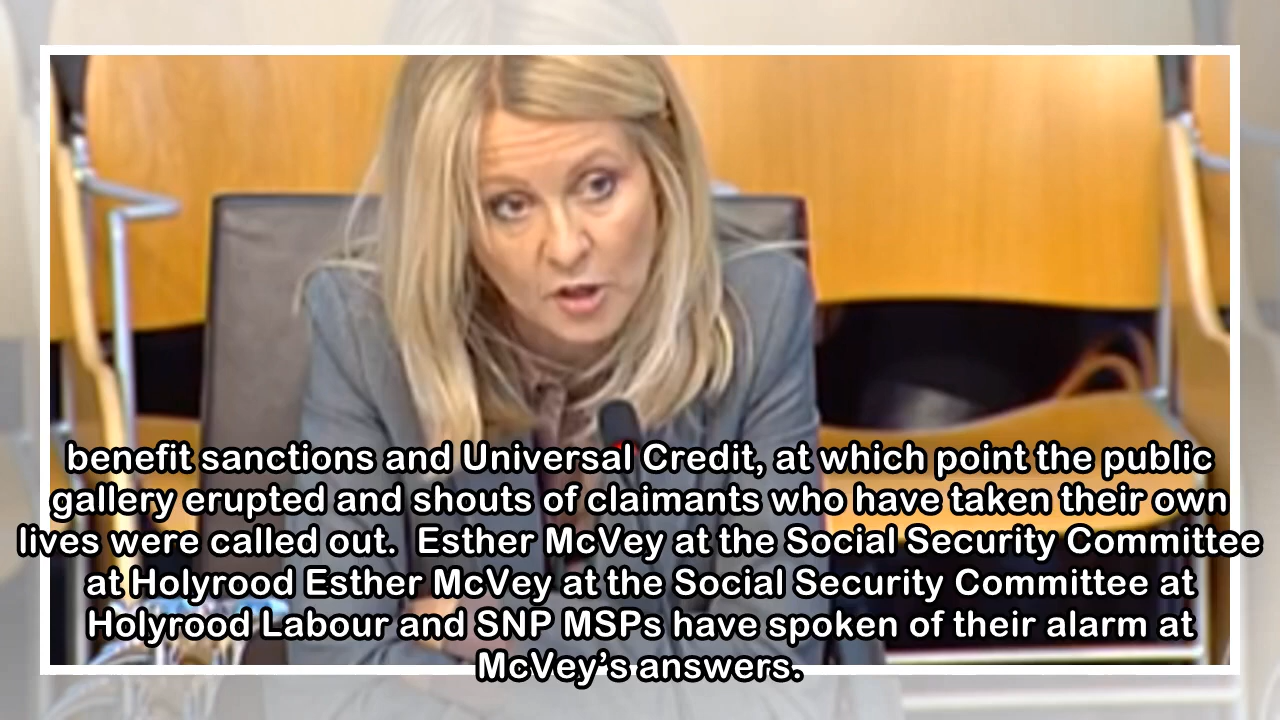 benefit sanctions and Universal Credit, at which point the public
gallery erupted and shouts of claimants who have taken their own
lives were called out.  Esther McVey at the Social Security Committee
at Holyrood Esther McVey at the Social Security Committee at
Holyrood Labour and SNP MSPs have spoken of their alarm at
McVey’s answers.